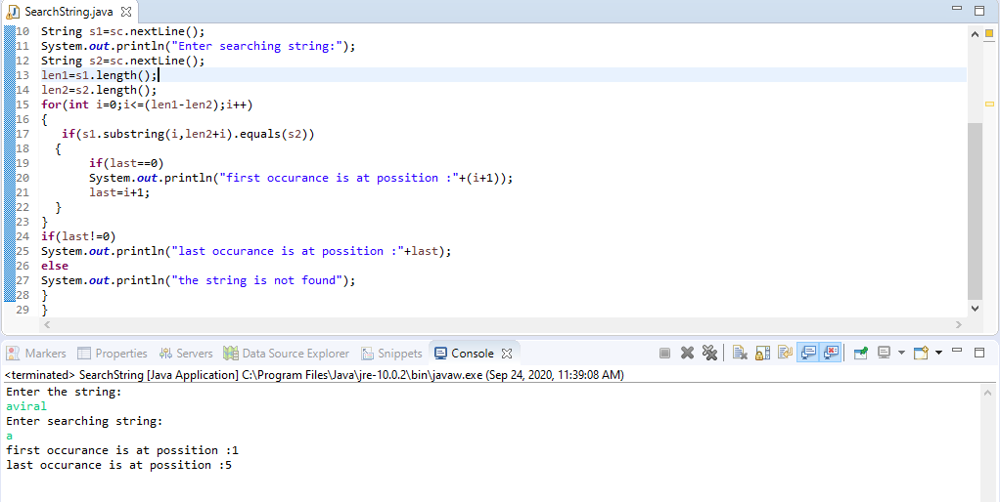 SearchString.java
10 String s1=sc.nextLine();
11 System.out.println("Enter searching string:");
12 String s2=sc.nextLine();
13 len1=s1.length();
14 len2=s2.length();
15 for(int i=0;i<=(len1-len2);i++)
16 {
17 if(s1.substring(i,len2+i).equals(s2))
18 {
19 if(last==0)
20 System.out.println("first occurance is at possition :"+(i+1));
21 last=i+1;
22 }
23 }
24 if(last!=0)
25 System.out.println("last occurance is at possition :"+last);
26 else
27 System.out.println("the string is not found");
28 }
29 }
Markers Properties Servers Data Source Explorer Snippets Console
<terminated> SearchString [Java Application] C:\Program Files\Java\jre-10.0.2\bin\javaw.exe (Sep 24, 2020, 11:39:08 AM)
Enter the string:
aviral
Enter searching string:
a
first occurance is at possition :1
last occurance is at possition :5